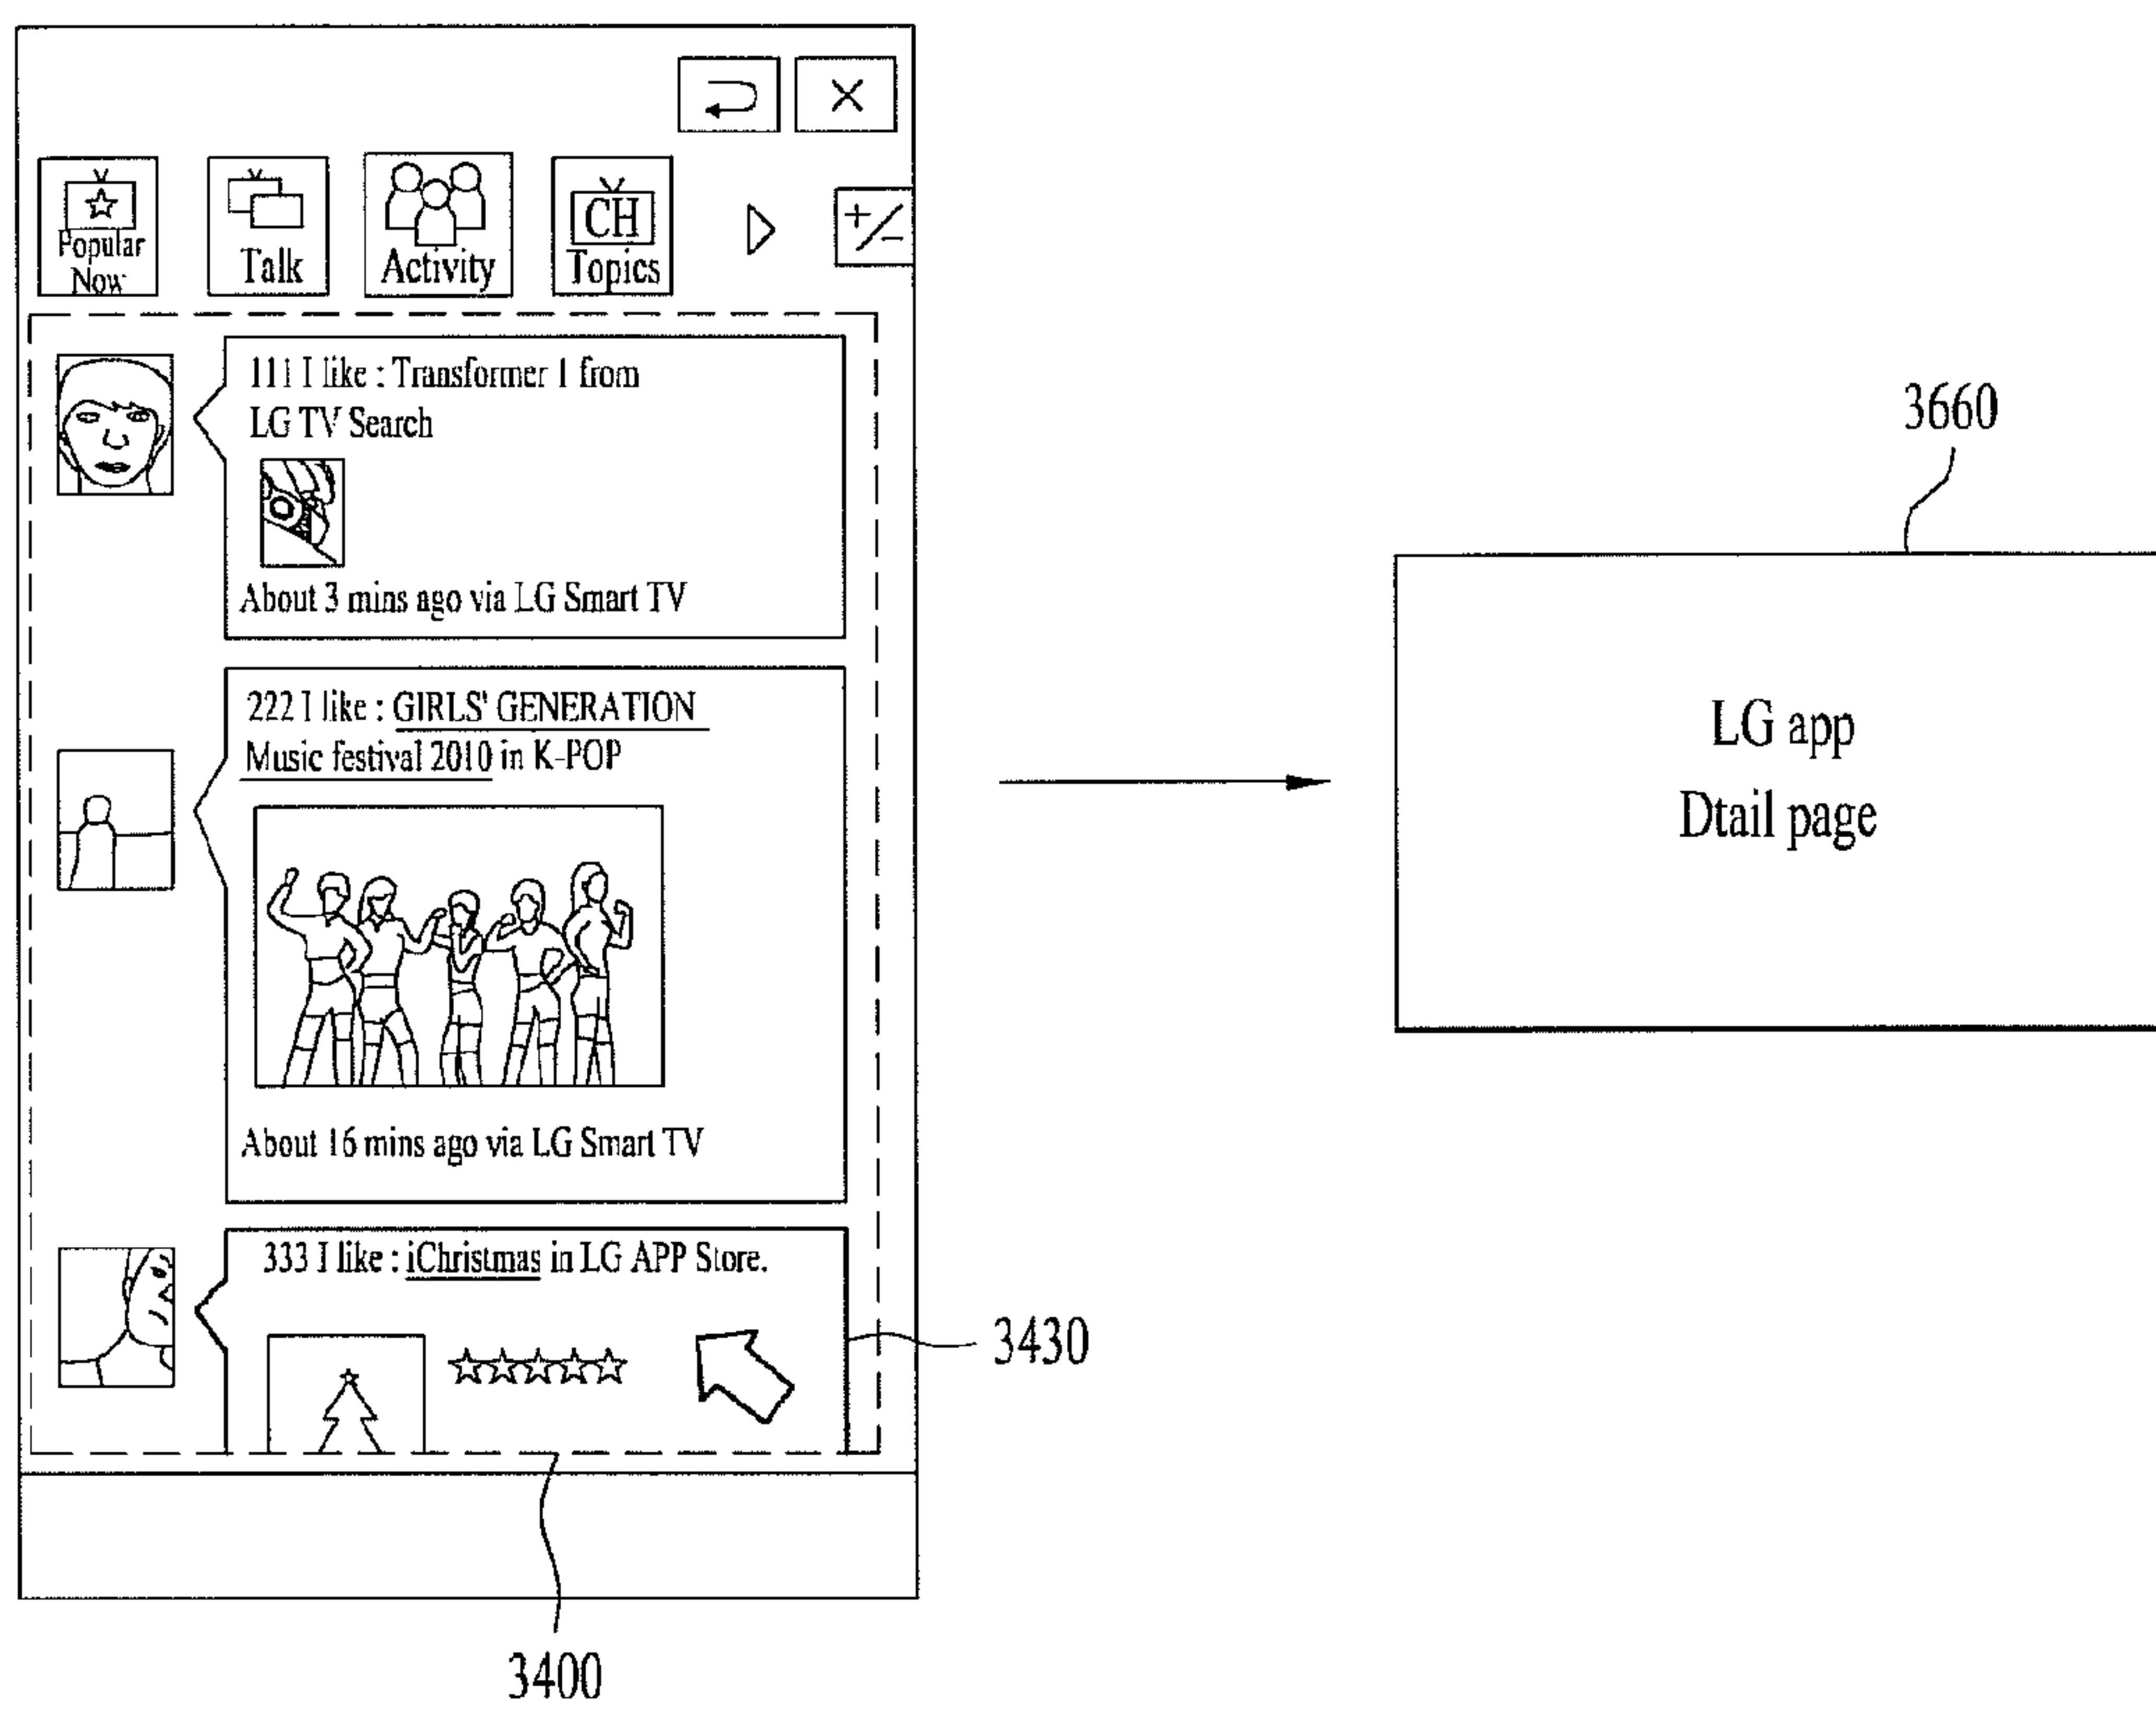 Popular
Now
Talk
Activity
CH
Topics
+/-
111 I like : Transformer 1 from
LG TV Search
About 3 mins ago via LG Smart TV
222 I like : GIRLS' GENERATION
Music festival 2010 in K-POP
About 16 mins ago via LG Smart TV
333 I like : iChristmas in LG APP Store.
3430
3400
3660
LG app
Dtail page